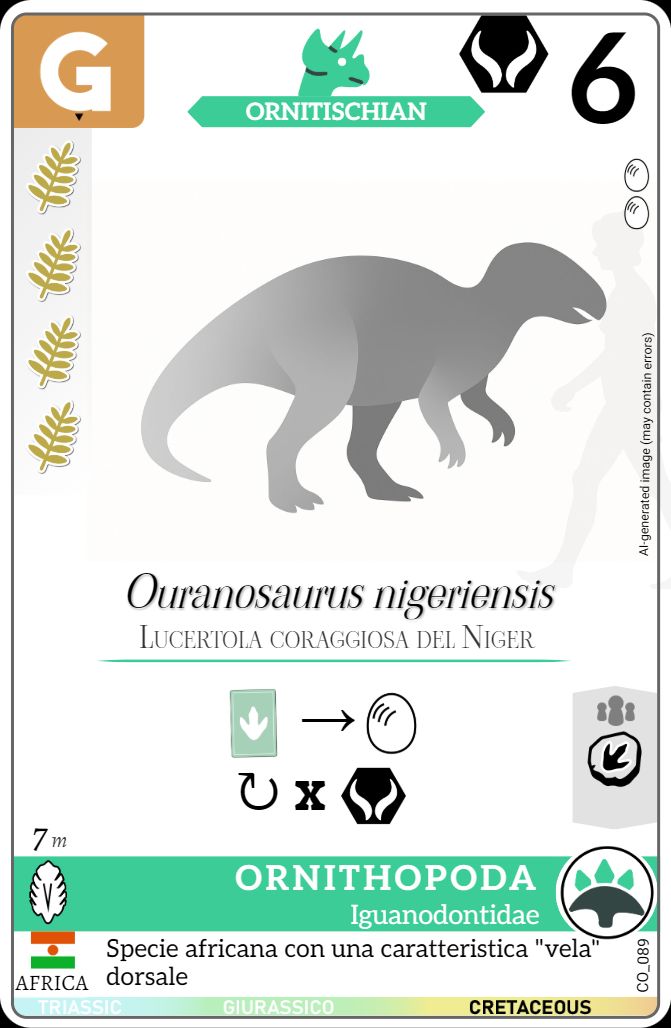 G
ORNITISCHIAN
6
AI-generated image (may contain errors)
Ouranosaurus nigeriensis
Lucertola coraggiosa del Niger
x
7 m
ORNITHOPODA
Iguanodontidae
AFRICA
Specie africana con una caratteristica "vela"
dorsale
CO_089
TRIASSIC
GIURASSICO
CRETACEOUS